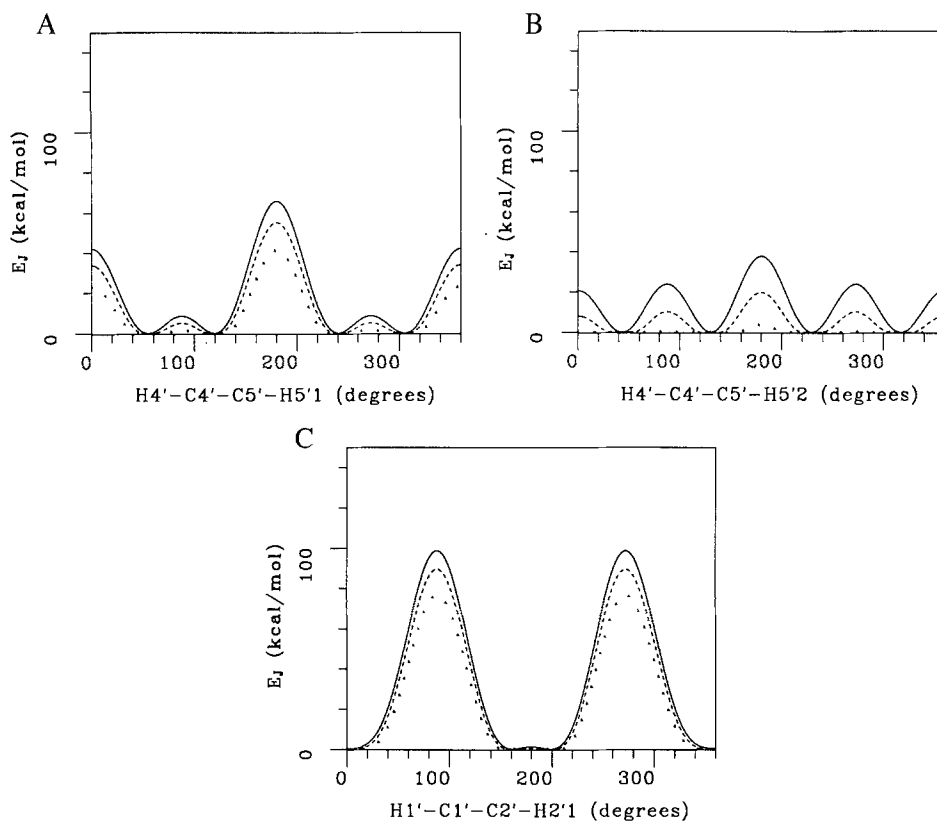 A
E_J (kcal/mol)
100
0
0 100 200 300
H4'-C4'-C5'-H5'1 (degrees)
B
E_J (kcal/mol)
100
0
0 100 200 300
H4'-C4'-C5'-H5'2 (degrees)
C
E_J (kcal/mol)
100
0
0 100 200 300
H1'-C1'-C2'-H2'1 (degrees)